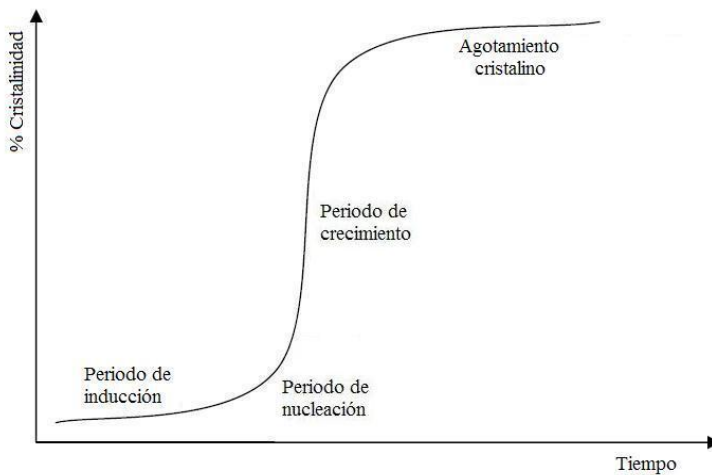 % Cristalinidad
Agotamiento
cristalino
Periodo de
crecimiento
Periodo de
inducción
Periodo de
nucleación
Tiempo